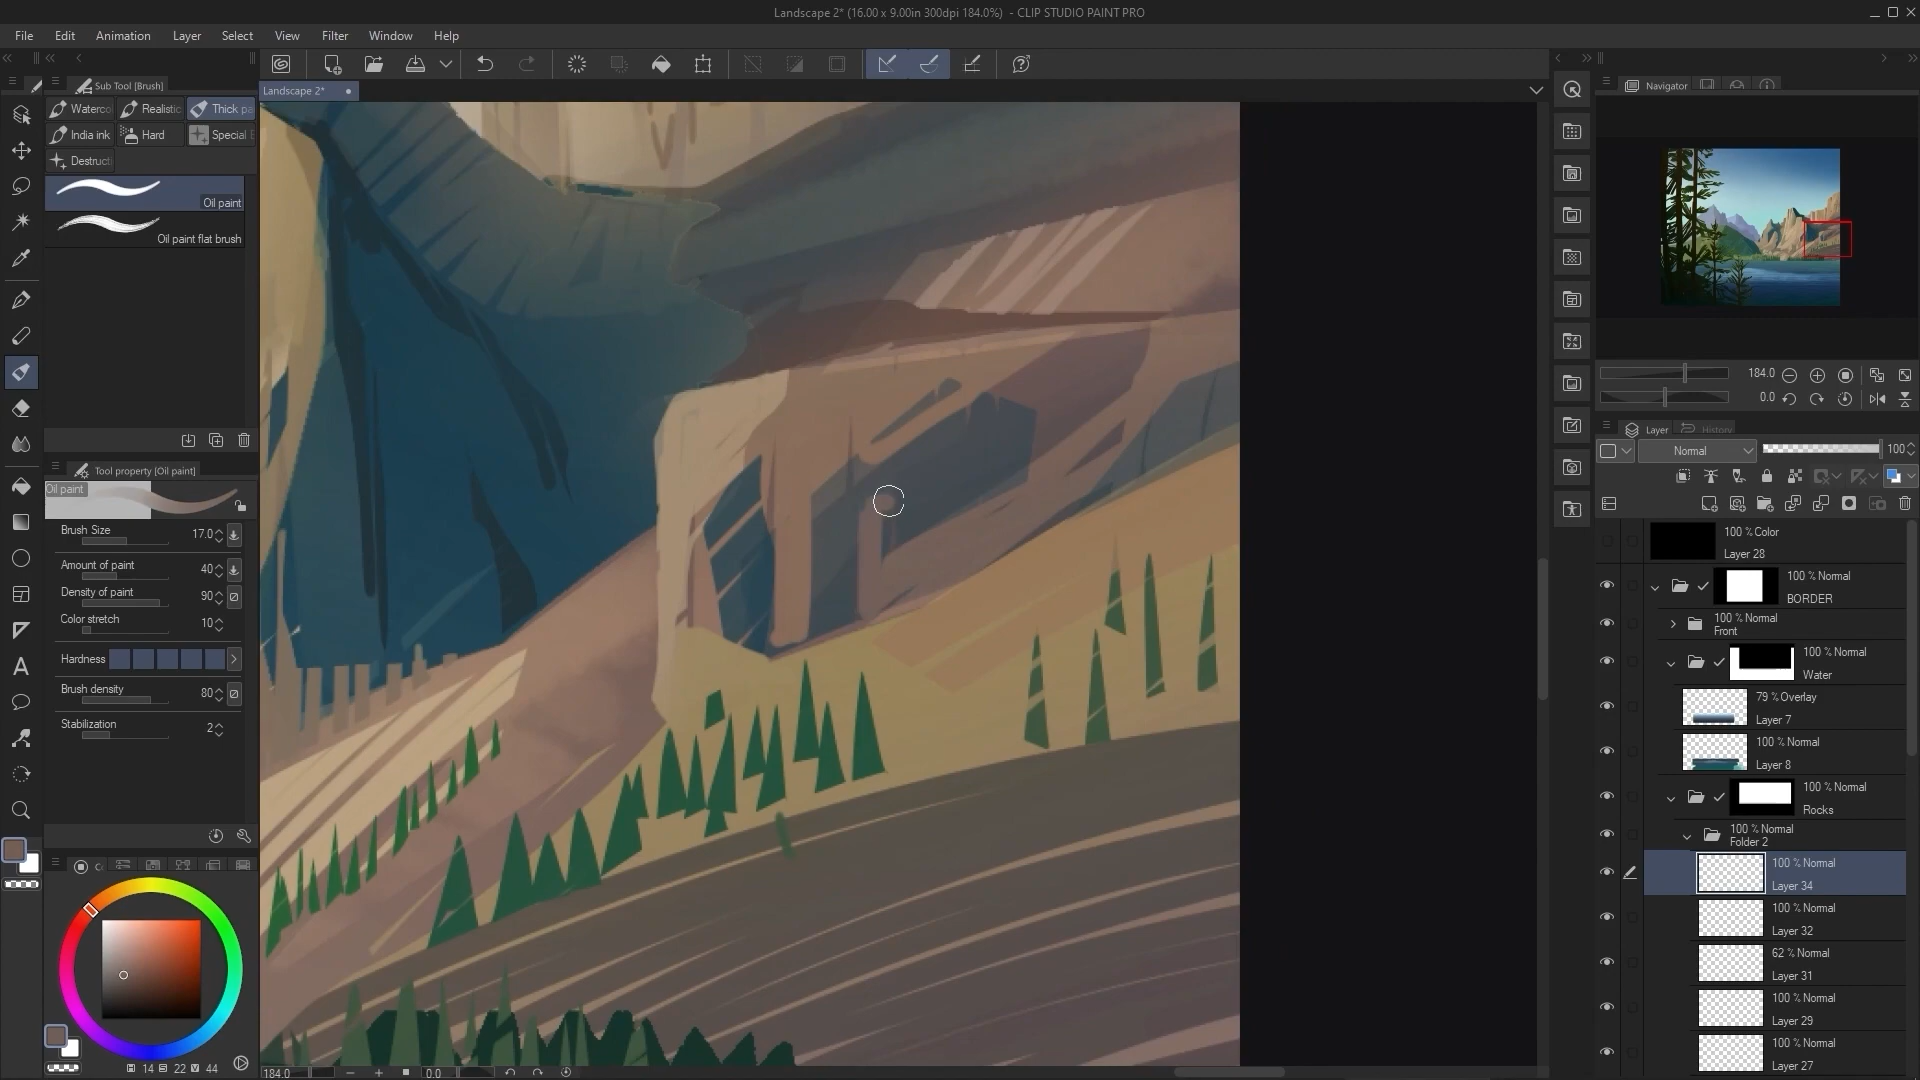 Landscape 2* (16.00 x 9.00in 300dpi 184.0%) - CLIP STUDIO PAINT PRO
File Edit Animation Layer Select View Filter Window Help
Sub Tool [Brush]
Waterco Realistic Thick pa
India ink Hard Special E
Destructi
Oil paint
Oil paint flat brush
Tool property [Oil paint]
Oil paint
Brush Size 17.0
Amount of paint 40
Density of paint 90
Color stretch 10
Hardness
Brush density 80
Stabilization 2
H 14 S 22 V 44
Landscape 2*
184.0 0.0
Navigator
184.0
0.0
Layer History
Normal 100
100 % Color
Layer 28
100 % Normal
BORDER
100 % Normal
Front
100 % Normal
Water
79 % Overlay
Layer 7
100 % Normal
Layer 8
100 % Normal
Rocks
100 % Normal
Folder 2
100 % Normal
Layer 34
100 % Normal
Layer 32
62 % Normal
Layer 31
100 % Normal
Layer 29
100 % Normal
Layer 27